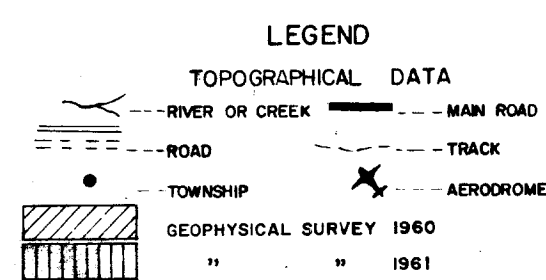 LEGEND
TOPOGRAPHICAL DATA
RIVER OR CREEK MAIN ROAD
ROAD TRACK
TOWNSHIP AERODROME
GEOPHYSICAL SURVEY 1960
" " 1961